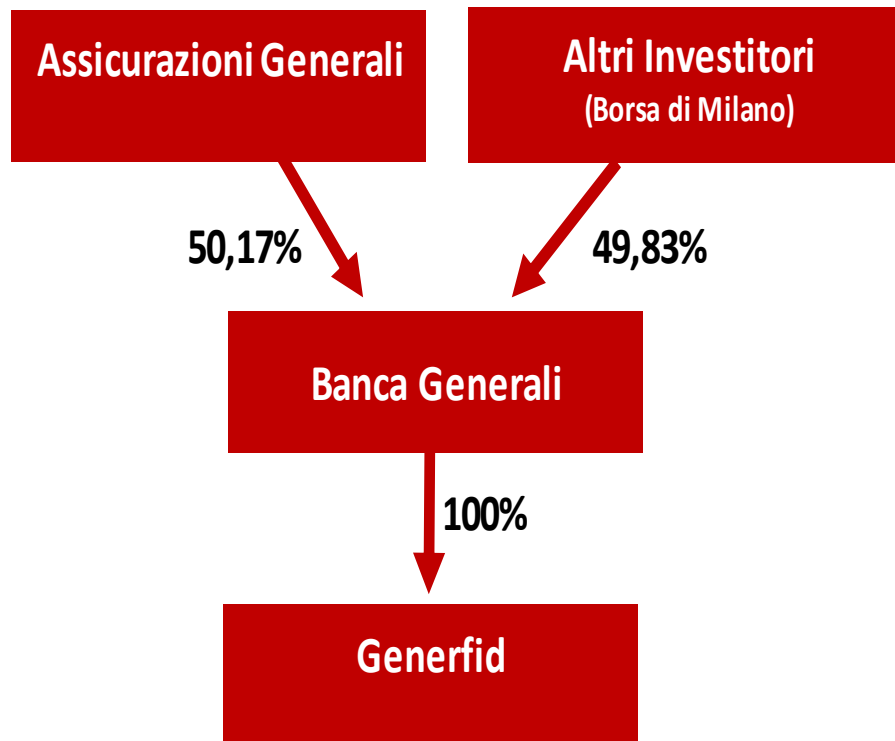 Assicurazioni Generali
Altri Investitori
(Borsa di Milano)
50,17%
49,83%
Banca Generali
100%
Generfid